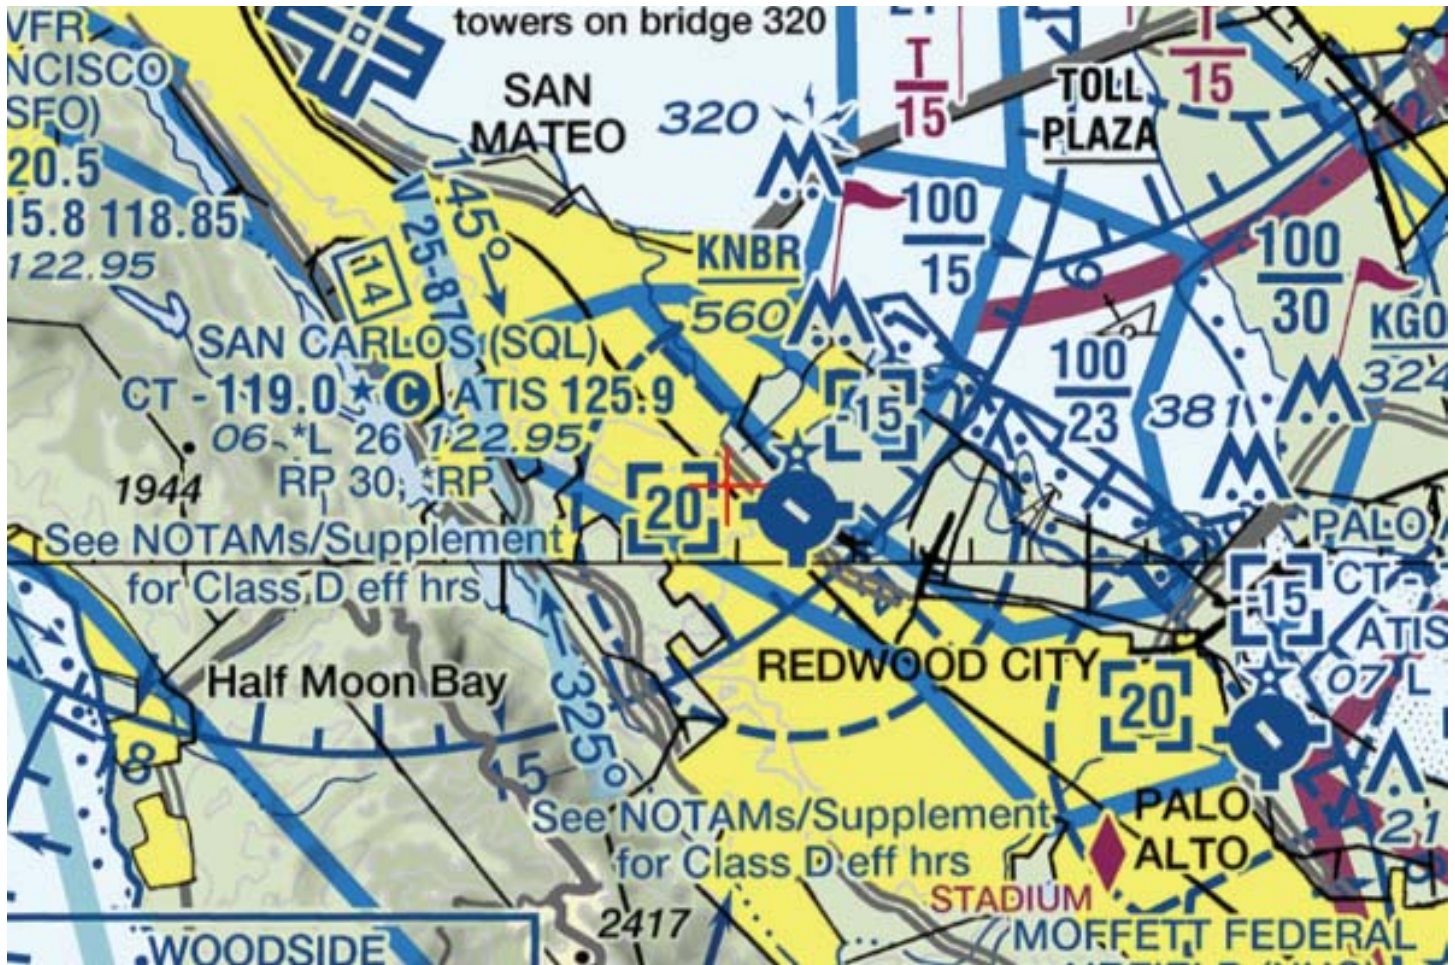 VFR
NCISCO
SFO)
20.5
15.8 118.85
122.95
towers on bridge 320
SAN
MATEO
320
T
15
TOLL
PLAZA
T
15
145°
V 25-87
14
KNBR
560
100
15
100
30
KGO
324
100
23
381
SAN CARLOS (SQL)
CT - 119.0 * C ATIS 125.9
06 *L 26 122.95
RP 30, *RP
See NOTAMs/Supplement
for Class D eff hrs
1944
-15
20
9
PALO A
CT - 1
ATIS
07 L
-15
Half Moon Bay
REDWOOD CITY
20
325°
8
15
See NOTAMs/Supplement
for Class D eff hrs
PALO
ALTO
21
STADIUM
2417
MOFFETT FEDERAL
WOODSIDE